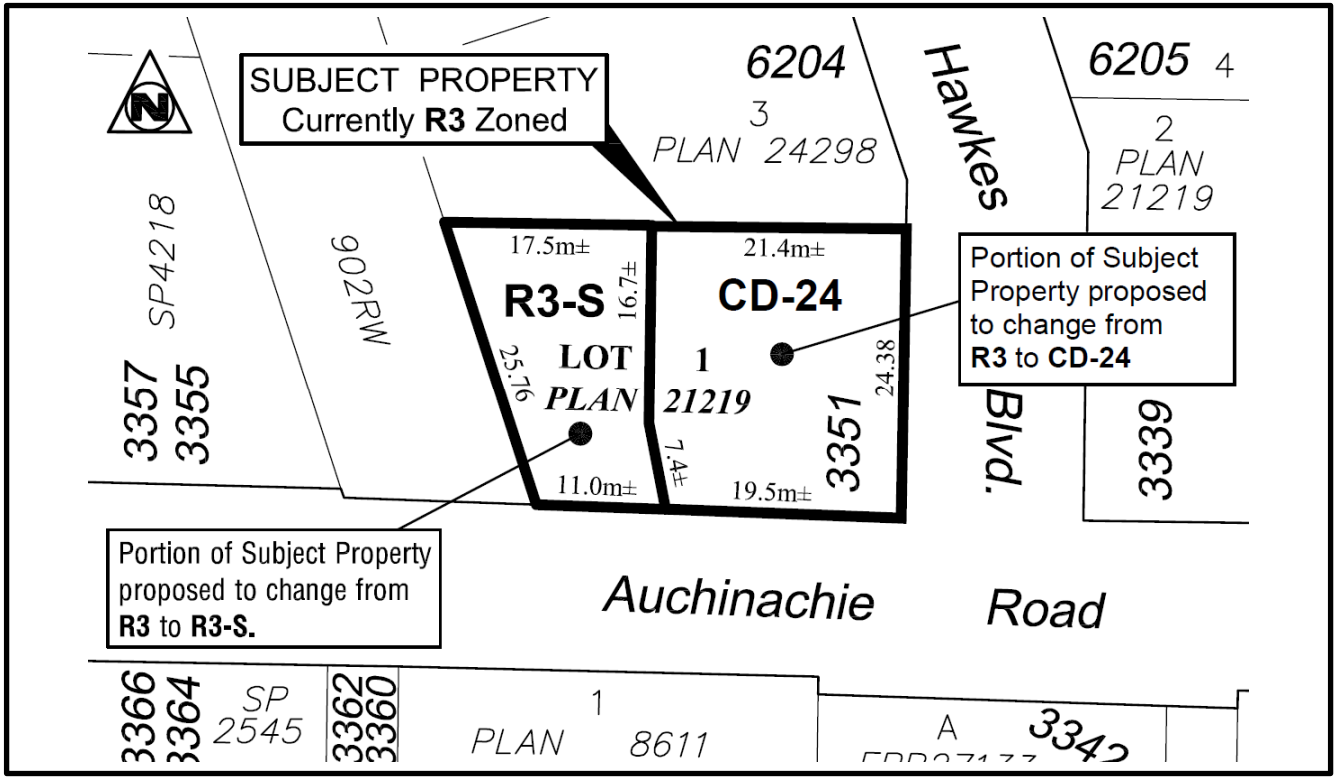 N
SUBJECT PROPERTY
Currently R3 Zoned
6204
3
PLAN 24298
Hawkes
Blvd.
6205 4
2
PLAN
21219
SP4218
902RW
3357
3355
17.5m±
R3-S
16.7±
25.76
LOT
PLAN
11.0m±
21.4m±
CD-24
1
21219
24.38
3351
7.4±
19.5m±
Portion of Subject
Property proposed
to change from
R3 to CD-24
3339
Portion of Subject Property
proposed to change from
R3 to R3-S.
Auchinachie Road
3366
3364
SP
2545
3362
3360
1
PLAN 8611
A
3342